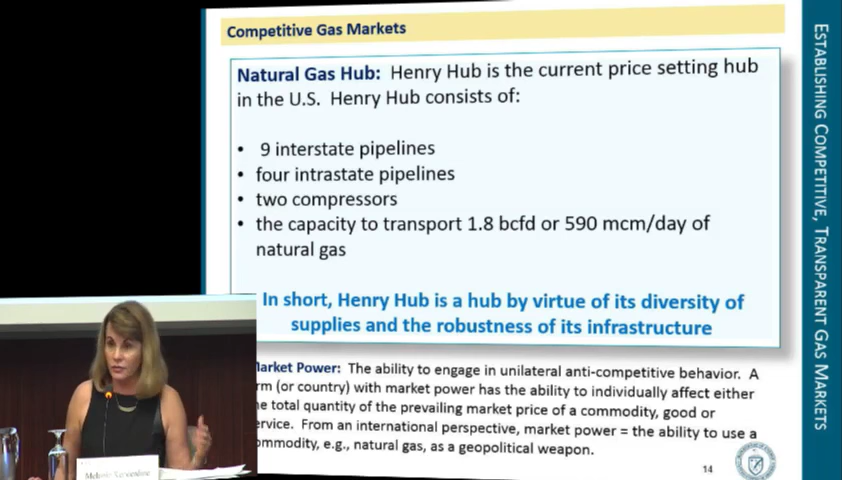 Competitive Gas Markets
Natural Gas Hub: Henry Hub is the current price setting hub
in the U.S. Henry Hub consists of:
• 9 interstate pipelines
• four intrastate pipelines
• two compressors
• the capacity to transport 1.8 bcfd or 590 mcm/day of
natural gas
In short, Henry Hub is a hub by virtue of its diversity of
supplies and the robustness of its infrastructure
arket Power: The ability to engage in unilateral anti-competitive behavior. A
rm (or country) with market power has the ability to individually affect either
e total quantity of the prevailing market price of a commodity, good or
ervice. From an international perspective, market power = the ability to use a
ommodity, e.g., natural gas, as a geopolitical weapon.
14
ESTABLISHING COMPETITIVE, TRANSPARENT GAS MARKETS